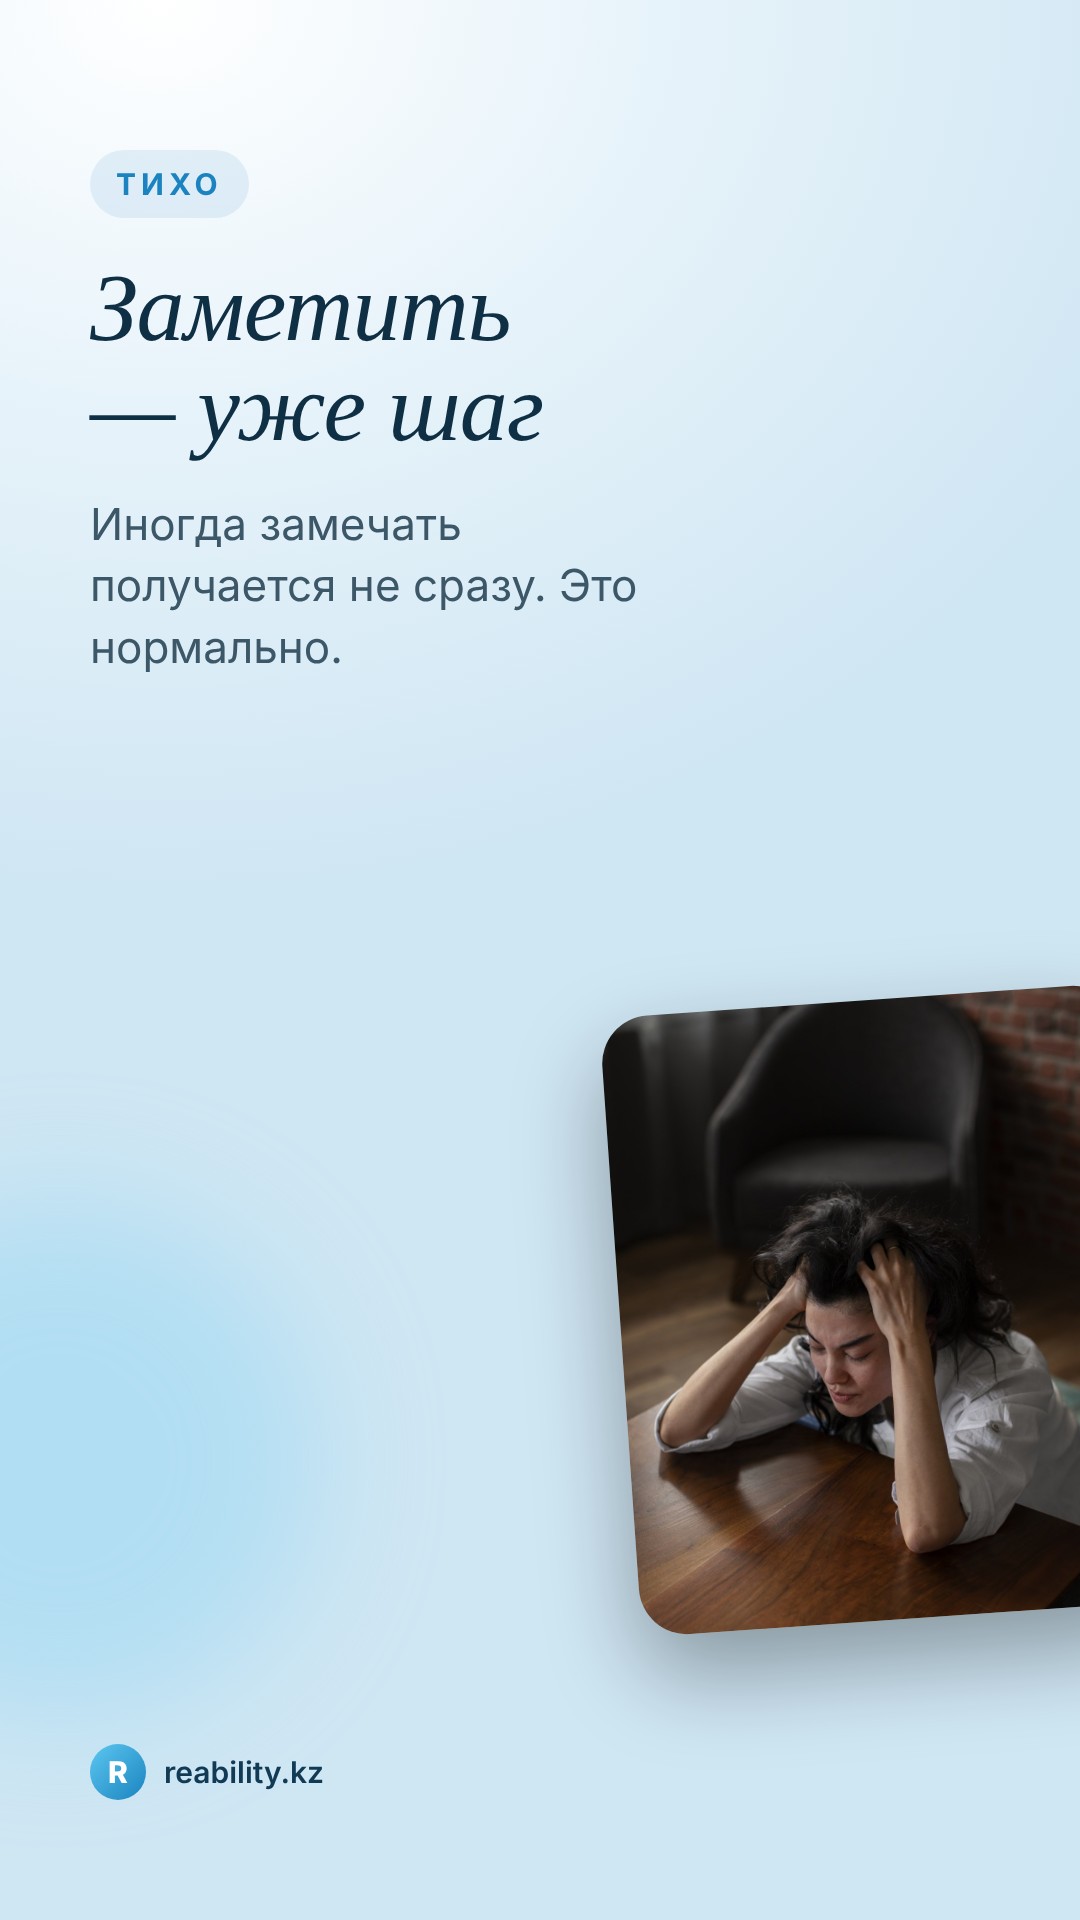 ТИХО
Заметить
— уже шаг
Иногда замечать
получается не сразу. Это
нормально.
R reability.kz